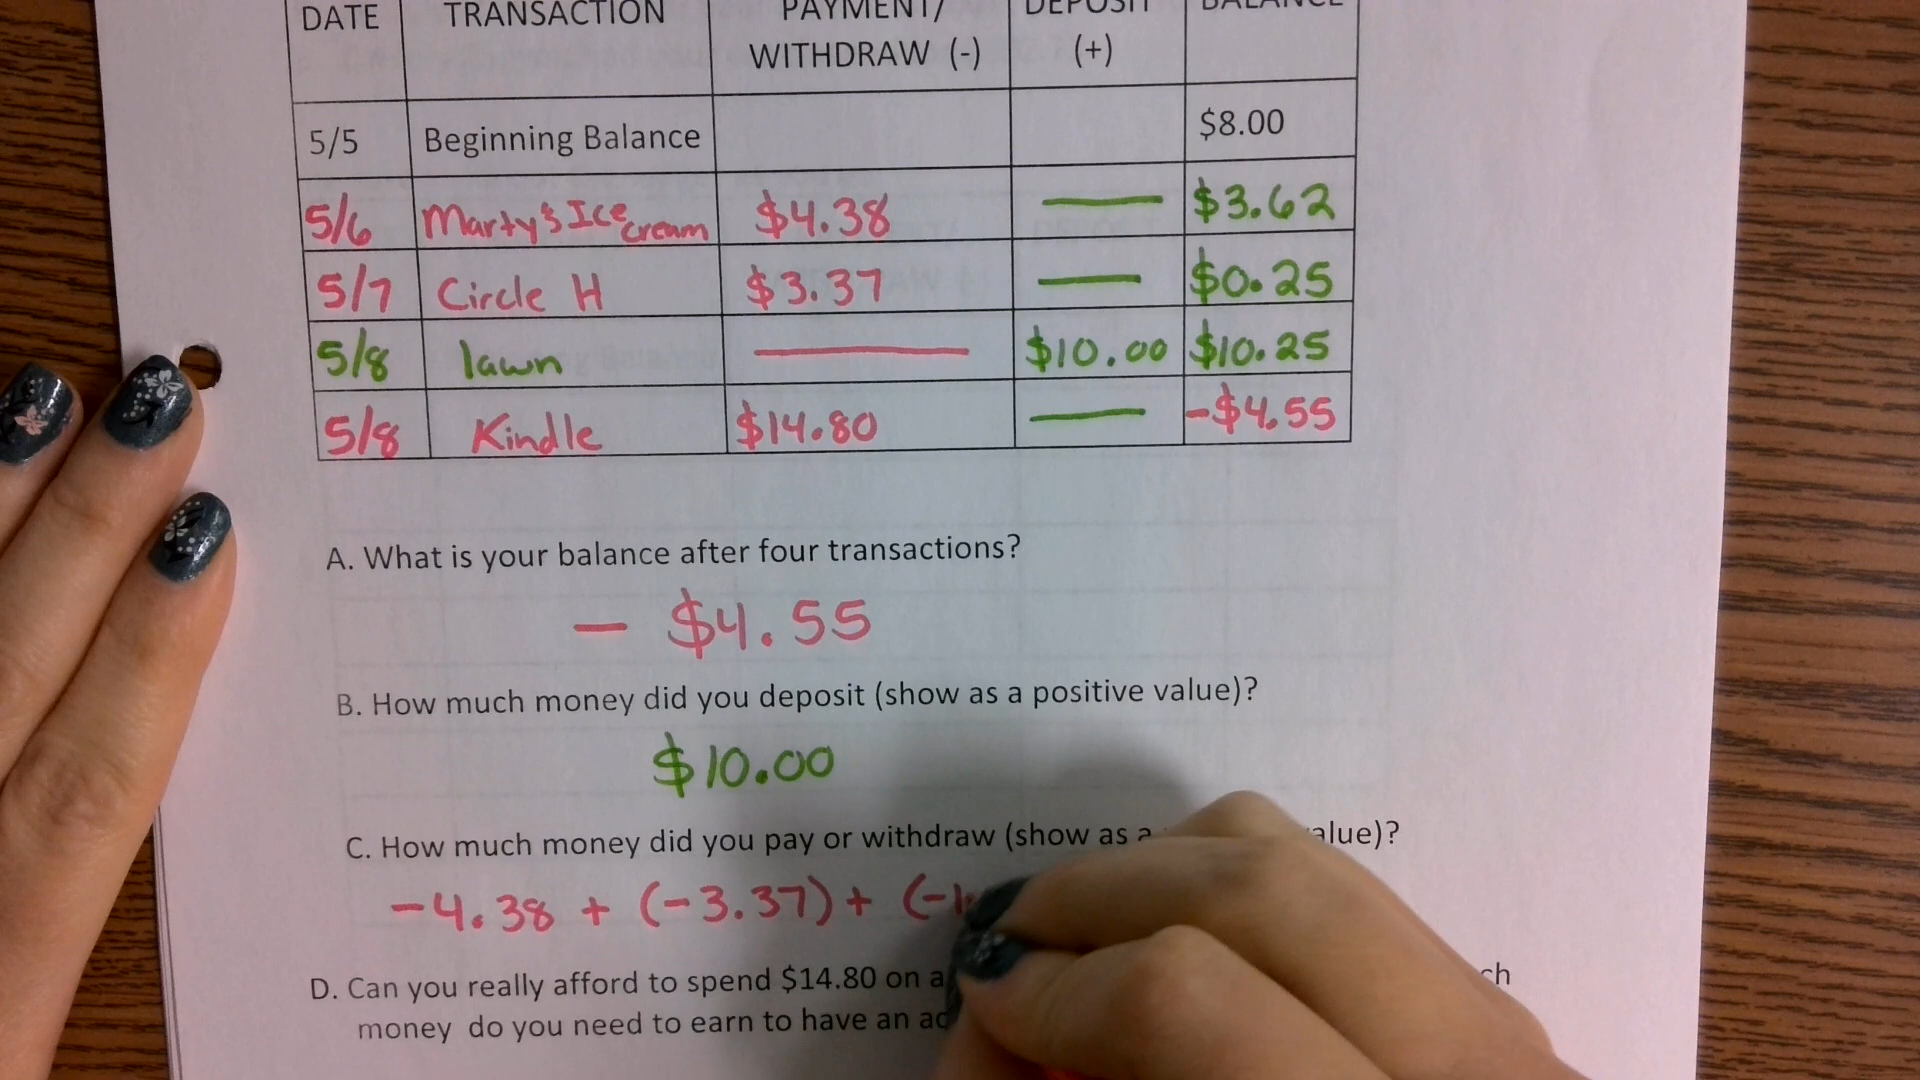 DATE TRANSACTION PAYMENT/ DEPOSIT BALANCE
WITHDRAW (-) (+)
5/5 Beginning Balance $8.00
5/6 Marty's Ice cream $4.38 $3.62
5/7 Circle H $3.37 $0.25
5/8 lawn $10.00 $10.25
5/8 Kindle $14.80 -$4.55
A. What is your balance after four transactions?
- $4.55
B. How much money did you deposit (show as a positive value)?
$10.00
C. How much money did you pay or withdraw (show as a alue)?
-4.38 + (-3.37) + (-1
D. Can you really afford to spend $14.80 on a ch
money do you need to earn to have an ac